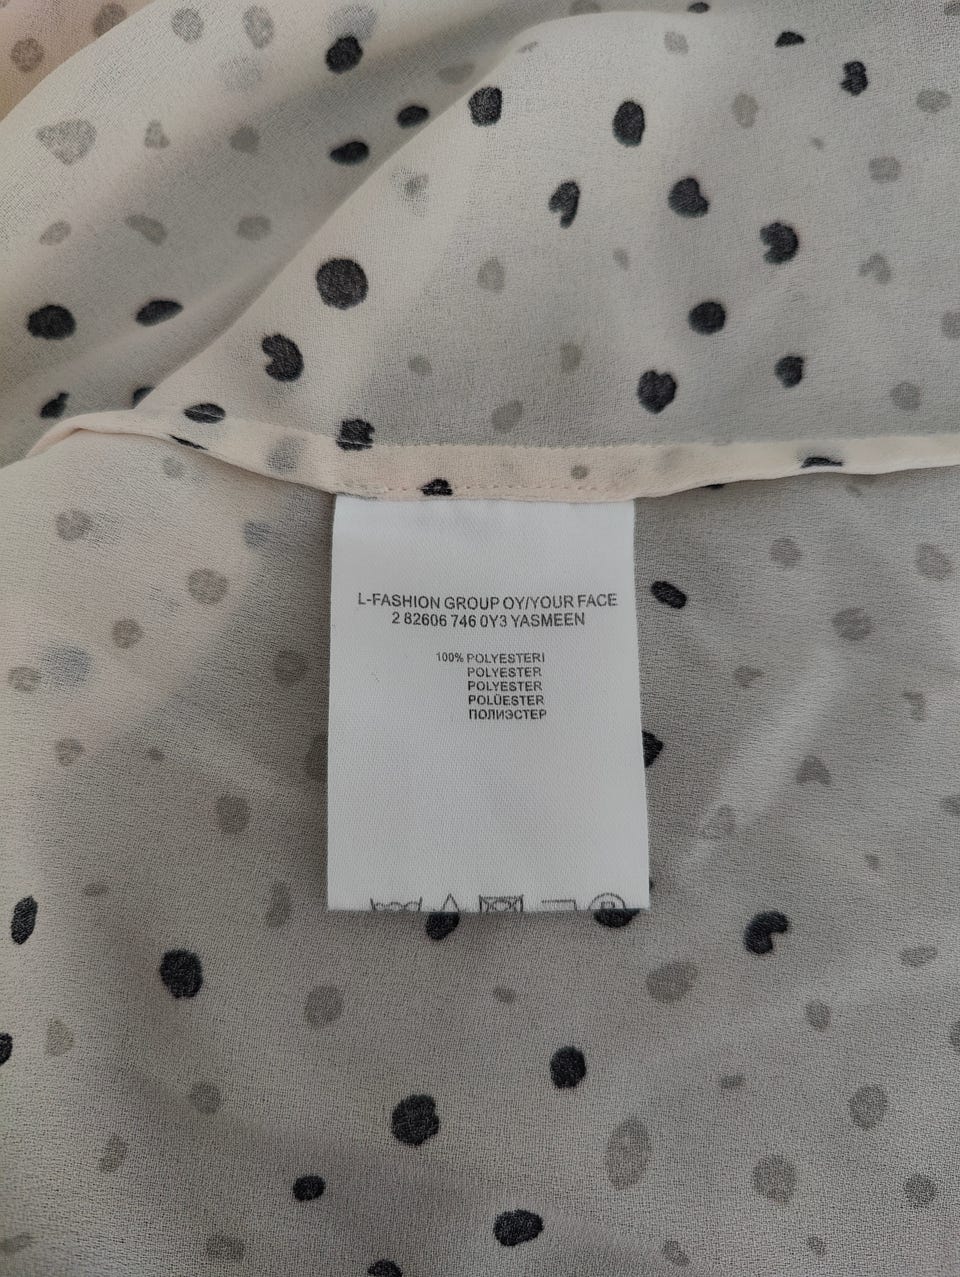 L-FASHION GROUP OY/YOUR FACE
2 82606 746 0Y3 YASMEEN
100% POLYESTERI
POLYESTER
POLYESTER
POLÜESTER
ПОЛИЭСТЕР